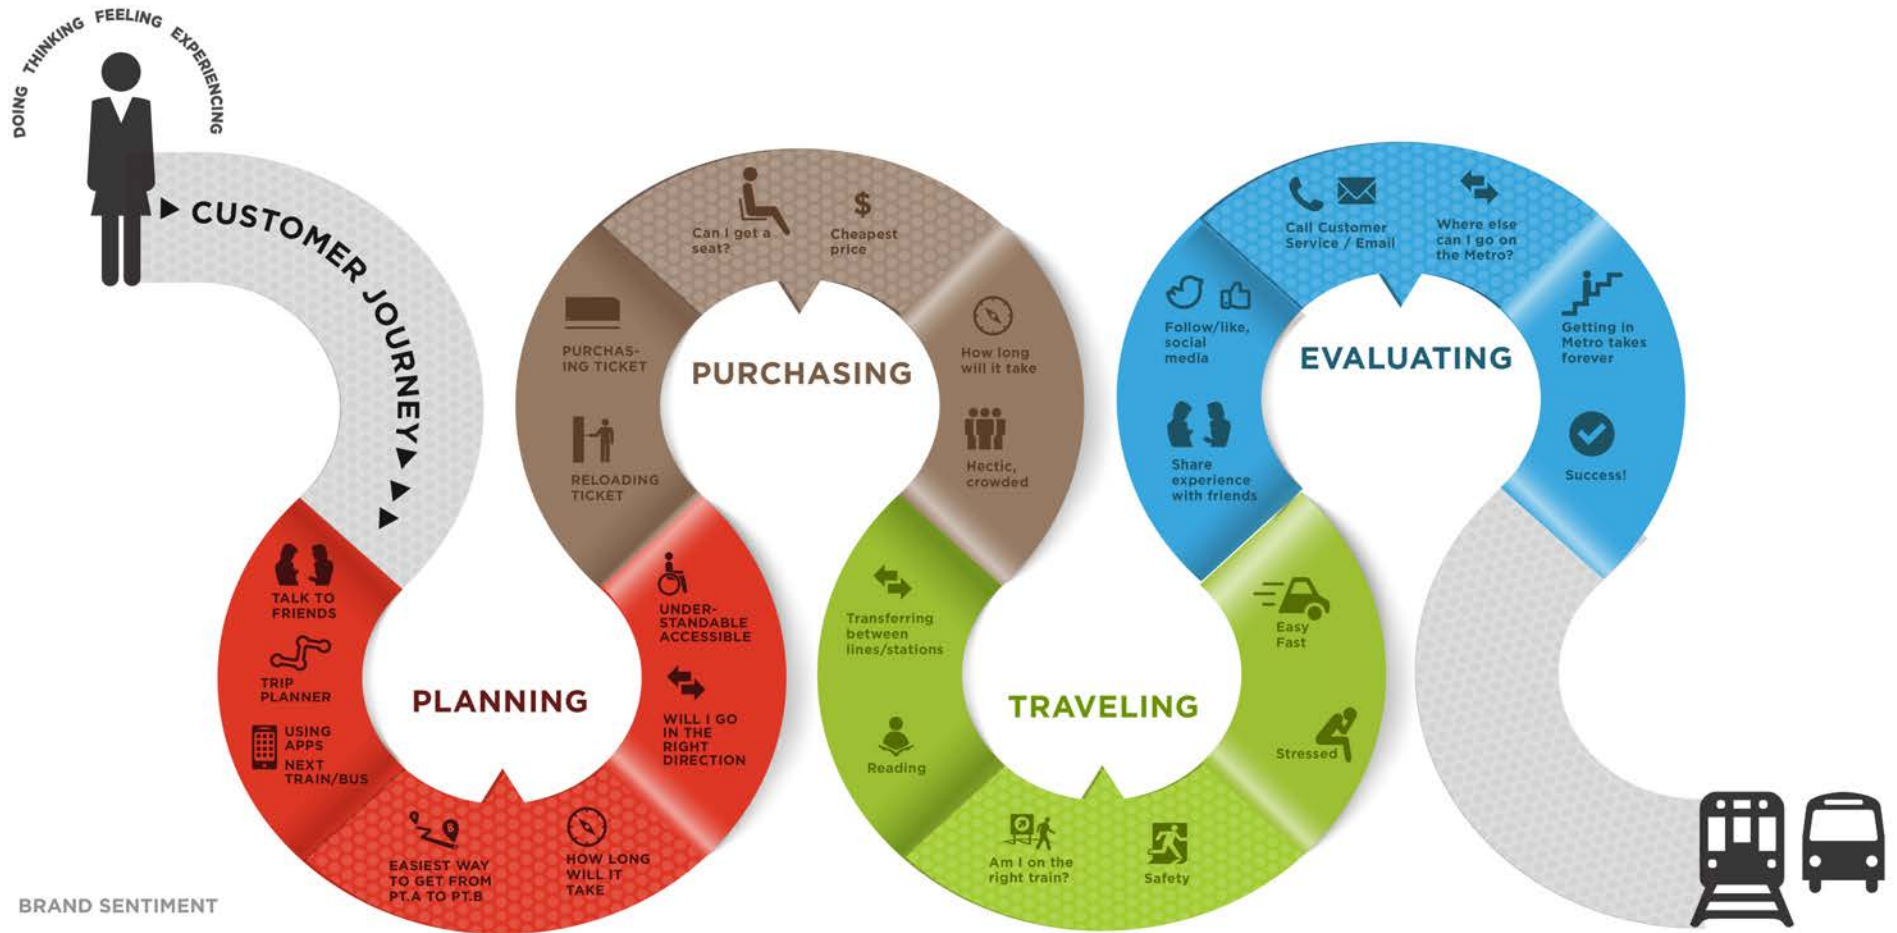 DOING THINKING FEELING EXPERIENCING
CUSTOMER JOURNEY
TALK TO
FRIENDS
TRIP
PLANNER
USING
APPS
NEXT
TRAIN/BUS
PLANNING
EASIEST WAY
TO GET FROM
PT.A TO PT.B
HOW LONG
WILL IT
TAKE
UNDER-
STANDABLE
ACCESSIBLE
WILL I GO
IN THE
RIGHT
DIRECTION
PURCHAS-
ING TICKET
RELOADING
TICKET
PURCHASING
Can I get a
seat?
$
Cheapest
price
How long
will it take
Hectic,
crowded
Transferring
between
lines/stations
Reading
TRAVELING
Am I on the
right train?
Safety
Easy
Fast
Stressed
Follow/like,
social
media
Share
experience
with friends
EVALUATING
Call Customer
Service / Email
Where else
can I go on
the Metro?
Getting in
Metro takes
forever
Success!
BRAND SENTIMENT